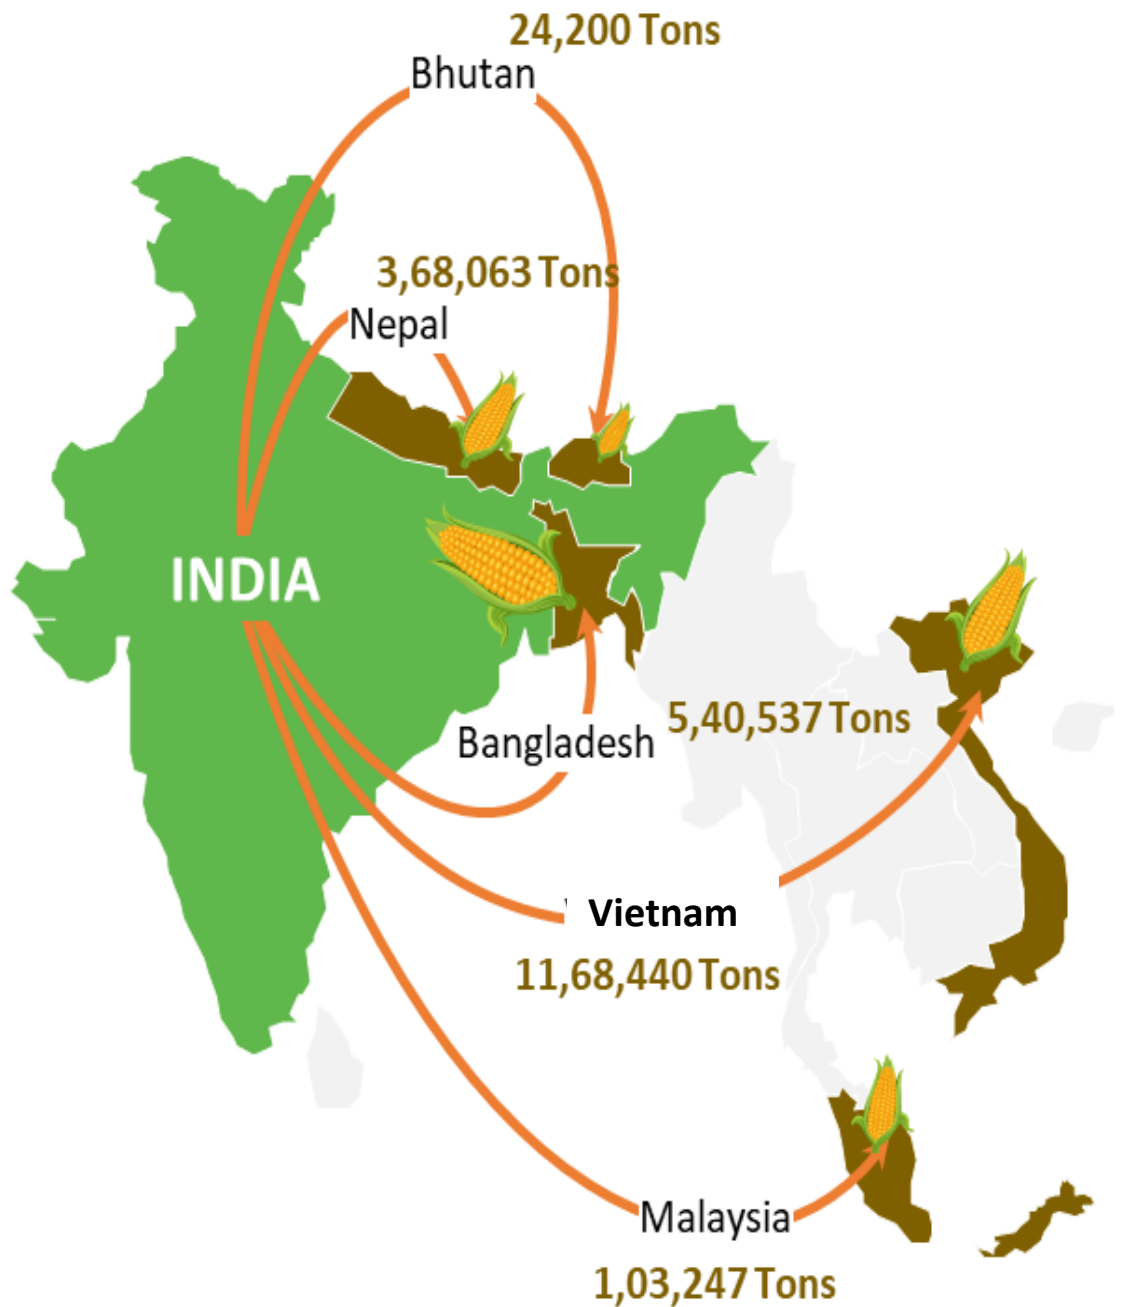 24,200 Tons
Bhutan
3,68,063 Tons
Nepal
INDIA
5,40,537 Tons
Bangladesh
Vietnam
11,68,440 Tons
Malaysia
1,03,247 Tons